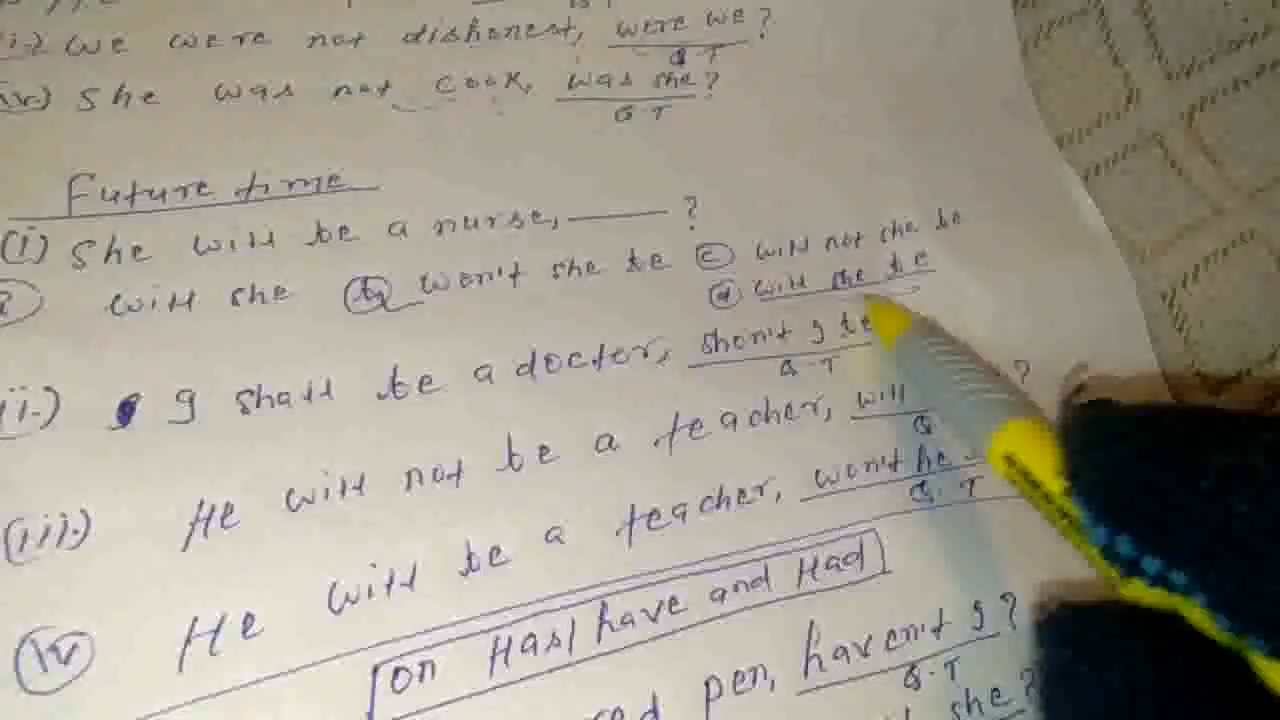 we were not dishonest, were we?
Q.T
She was not cook, was she?
Q.T
Future time
(i) She will be a nurse, ——— ?
will she (b) won't she be (c) will not she be
(d) will she be
(ii.) I shall be a doctor, shon't I be
Q.T
(iii.) He will not be a teacher, will ?
Q
(iv) He will be a teacher, won't he
Q.T
on Has/ have and Had
pen, haven't I?
Q.T
she?